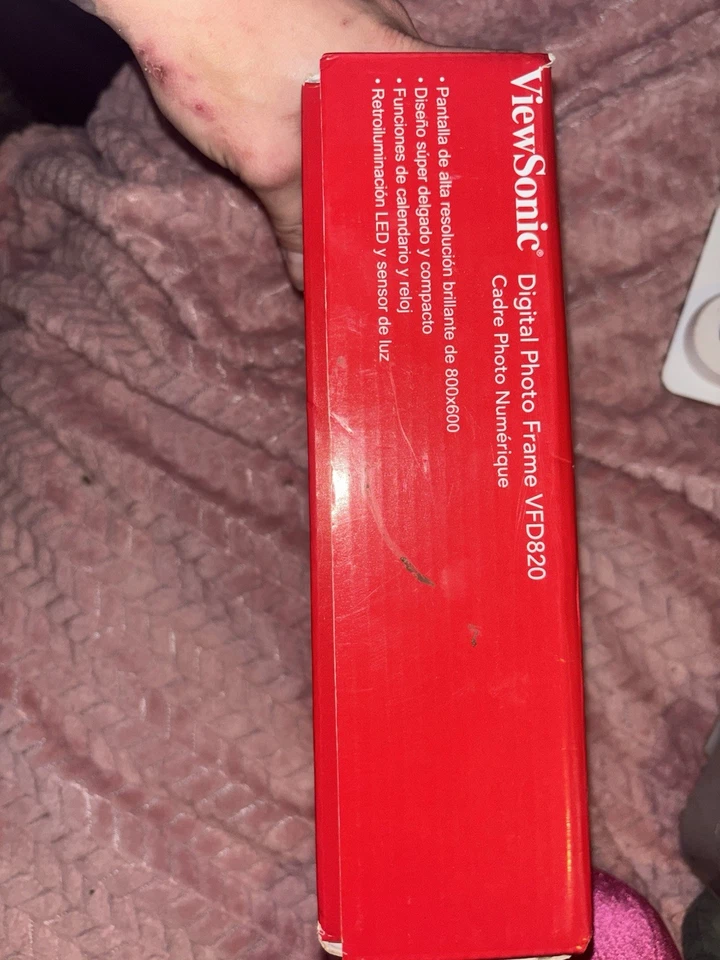 ViewSonic® Digital Photo Frame VFD820
Cadre Photo Numérique
• Pantalla de alta resolución brillante de 800x600
• Diseño súper delgado y compacto
• Funciones de calendario y reloj
• Retroiluminación LED y sensor de luz